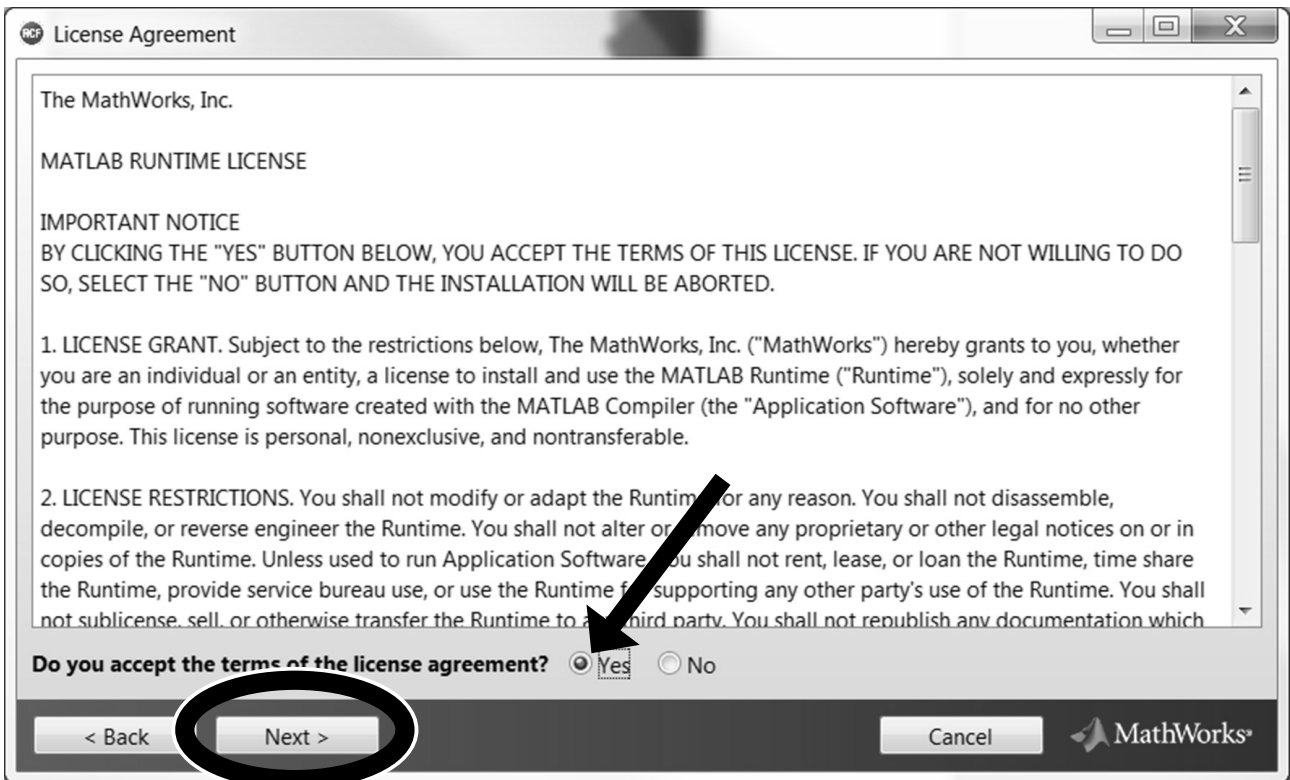 License Agreement
The MathWorks, Inc.
MATLAB RUNTIME LICENSE
IMPORTANT NOTICE
BY CLICKING THE "YES" BUTTON BELOW, YOU ACCEPT THE TERMS OF THIS LICENSE. IF YOU ARE NOT WILLING TO DO
SO, SELECT THE "NO" BUTTON AND THE INSTALLATION WILL BE ABORTED.
1. LICENSE GRANT. Subject to the restrictions below, The MathWorks, Inc. ("MathWorks") hereby grants to you, whether
you are an individual or an entity, a license to install and use the MATLAB Runtime ("Runtime"), solely and expressly for
the purpose of running software created with the MATLAB Compiler (the "Application Software"), and for no other
purpose. This license is personal, nonexclusive, and nontransferable.
2. LICENSE RESTRICTIONS. You shall not modify or adapt the Runtime for any reason. You shall not disassemble,
decompile, or reverse engineer the Runtime. You shall not alter or remove any proprietary or other legal notices on or in
copies of the Runtime. Unless used to run Application Software, you shall not rent, lease, or loan the Runtime, time share
the Runtime, provide service bureau use, or use the Runtime for supporting any other party's use of the Runtime. You shall
not sublicense, sell, or otherwise transfer the Runtime to any third party. You shall not republish any documentation which
Do you accept the terms of the license agreement? Yes No
< Back Next > Cancel MathWorks